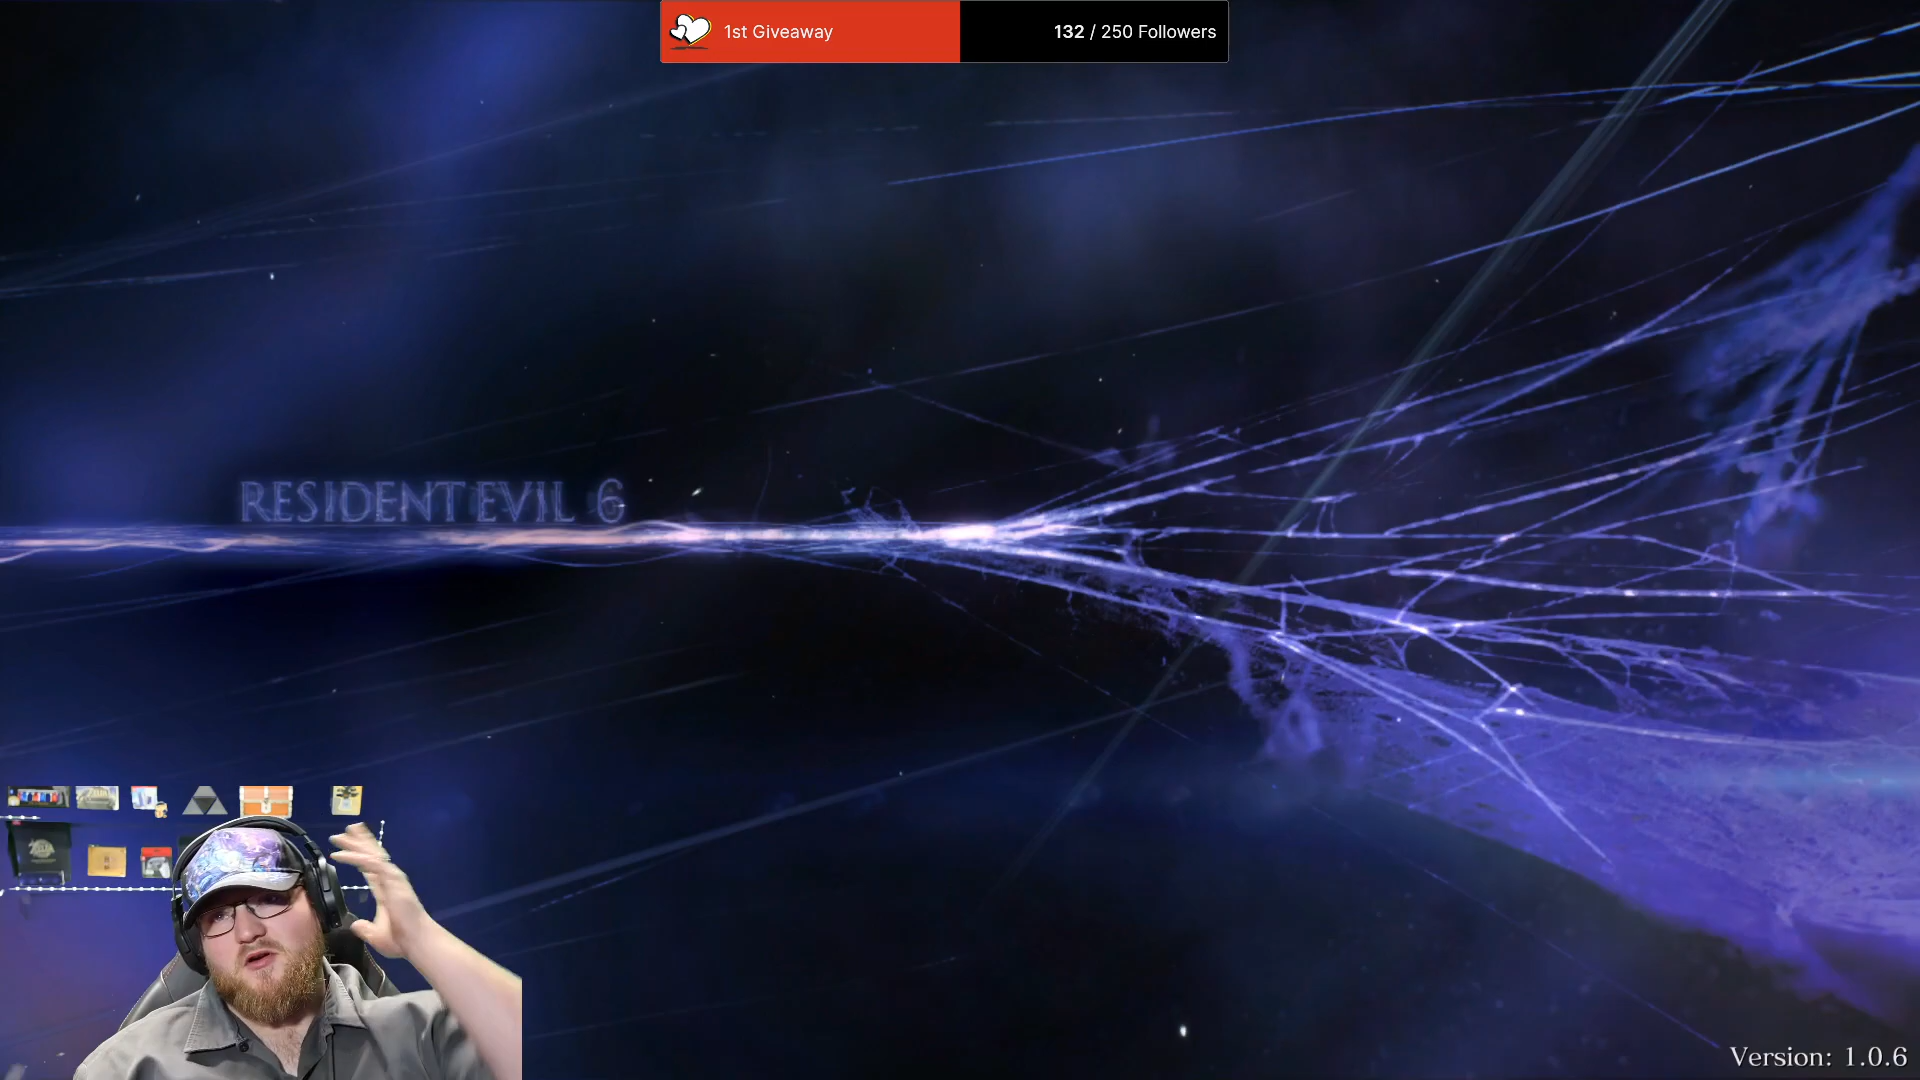 1st Giveaway
132 / 250 Followers
RESIDENT EVIL 6
Version: 1.0.6